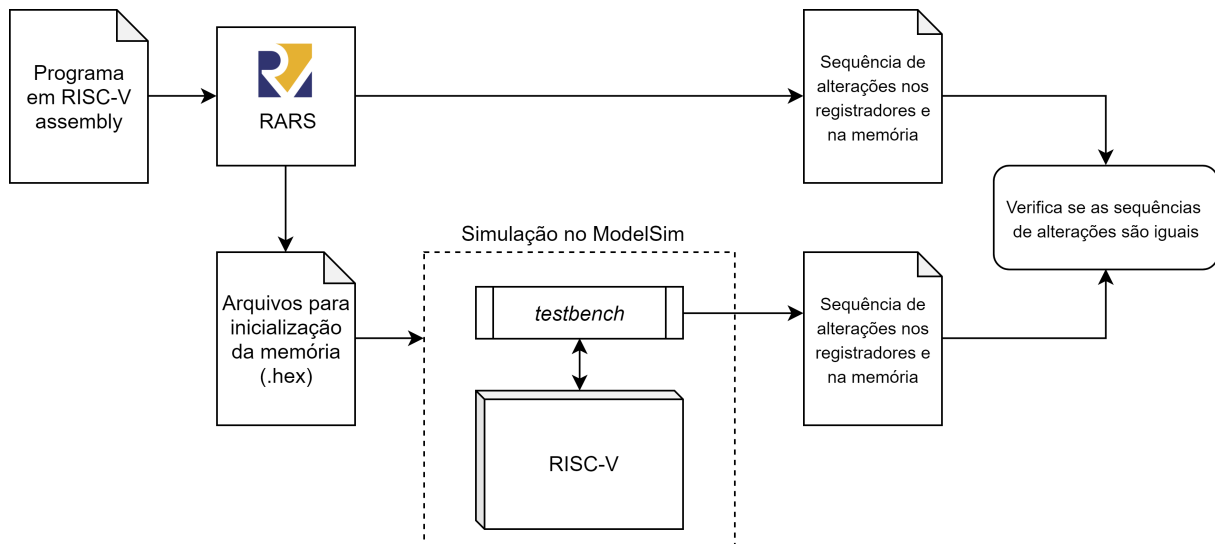 Programa
em RISC-V
assembly
RARS
Sequência de
alterações nos
registradores e
na memória
Verifica se as sequências
de alterações são iguais
Simulação no ModelSim
Arquivos para
inicialização
da memória
(.hex)
testbench
Sequência de
alterações nos
registradores e
na memória
RISC-V